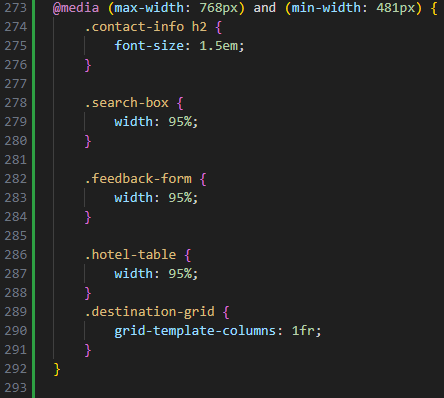 273 @media (max-width: 768px) and (min-width: 481px) {
274     .contact-info h2 {
275         font-size: 1.5em;
276     }
277
278     .search-box {
279         width: 95%;
280     }
281
282     .feedback-form {
283         width: 95%;
284     }
285
286     .hotel-table {
287         width: 95%;
288     }
289     .destination-grid {
290         grid-template-columns: 1fr;
291     }
292 }
293